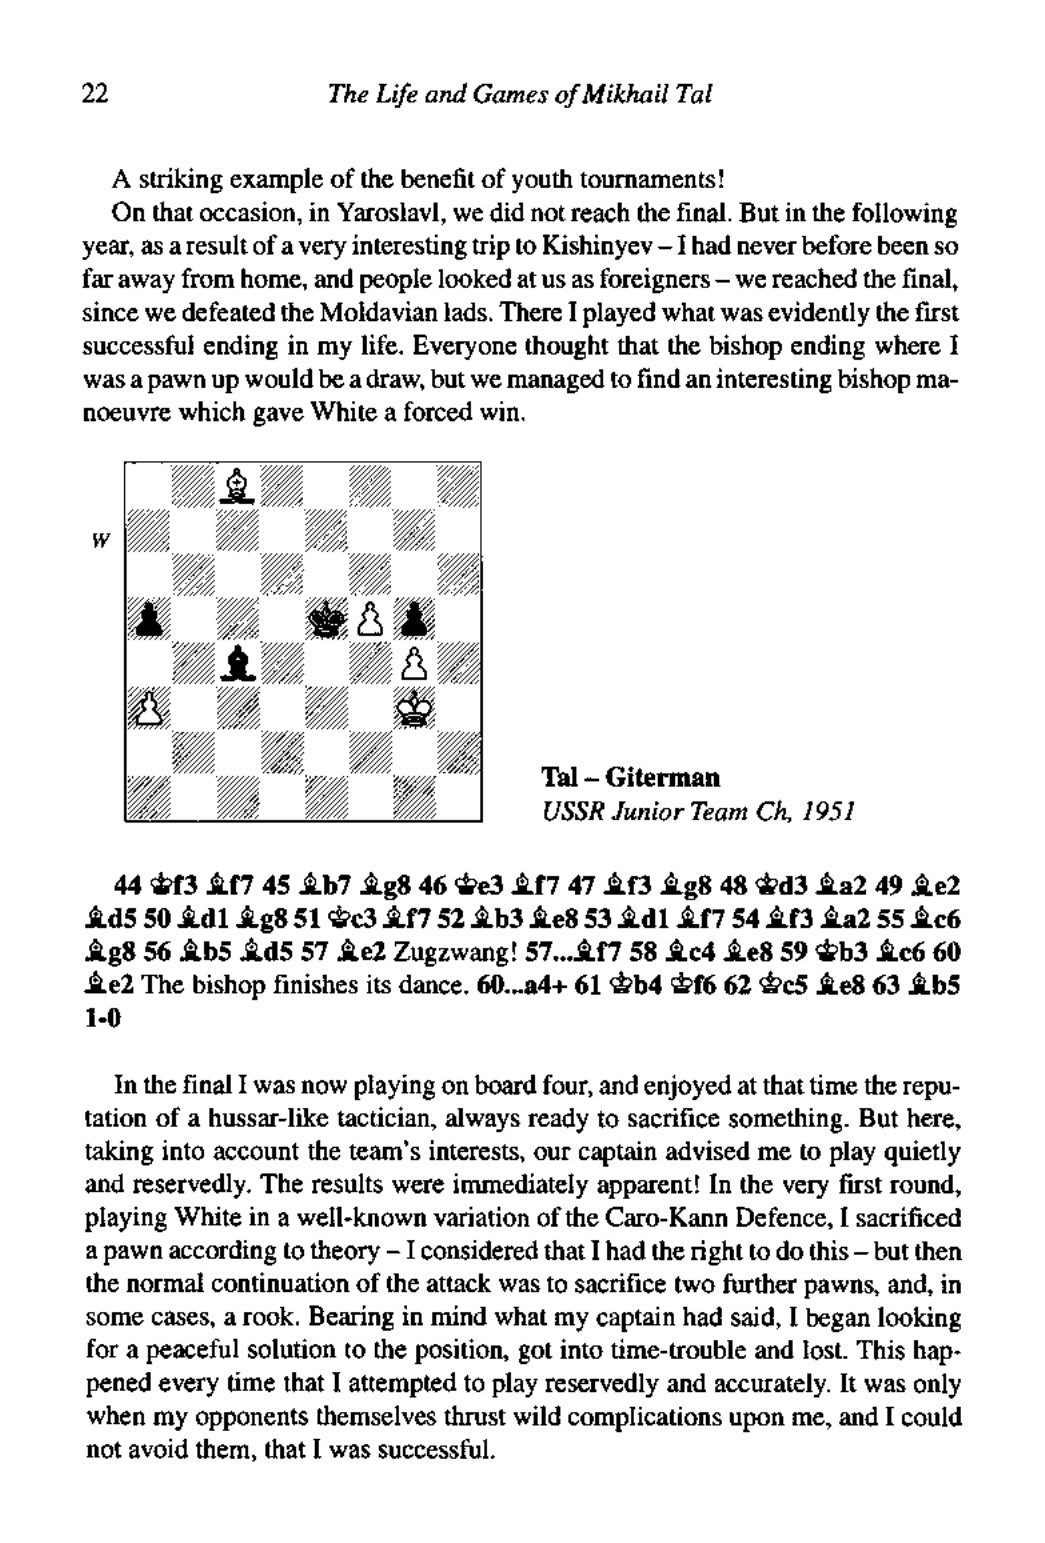 22 The Life and Games of Mikhail Tal
A striking example of the benefit of youth tournaments!
On that occasion, in Yaroslavl, we did not reach the final. But in the following
year, as a result of a very interesting trip to Kishinyev – I had never before been so
far away from home, and people looked at us as foreigners – we reached the final,
since we defeated the Moldavian lads. There I played what was evidently the first
successful ending in my life. Everyone thought that the bishop ending where I
was a pawn up would be a draw, but we managed to find an interesting bishop ma-
noeuvre which gave White a forced win.
W
Tal – Giterman
USSR Junior Team Ch, 1951
44 ♔f3 ♗f7 45 ♗b7 ♗g8 46 ♔e3 ♗f7 47 ♗f3 ♗g8 48 ♔d3 ♗a2 49 ♗e2
♗d5 50 ♗d1 ♗g8 51 ♔c3 ♗f7 52 ♗b3 ♗e8 53 ♗d1 ♗f7 54 ♗f3 ♗a2 55 ♗c6
♗g8 56 ♗b5 ♗d5 57 ♗e2 Zugzwang! 57...♗f7 58 ♗c4 ♗e8 59 ♔b3 ♗c6 60
♗e2 The bishop finishes its dance. 60...a4+ 61 ♔b4 ♔f6 62 ♔c5 ♗e8 63 ♗b5
1-0
In the final I was now playing on board four, and enjoyed at that time the repu-
tation of a hussar-like tactician, always ready to sacrifice something. But here,
taking into account the team's interests, our captain advised me to play quietly
and reservedly. The results were immediately apparent! In the very first round,
playing White in a well-known variation of the Caro-Kann Defence, I sacrificed
a pawn according to theory – I considered that I had the right to do this – but then
the normal continuation of the attack was to sacrifice two further pawns, and, in
some cases, a rook. Bearing in mind what my captain had said, I began looking
for a peaceful solution to the position, got into time-trouble and lost. This hap-
pened every time that I attempted to play reservedly and accurately. It was only
when my opponents themselves thrust wild complications upon me, and I could
not avoid them, that I was successful.